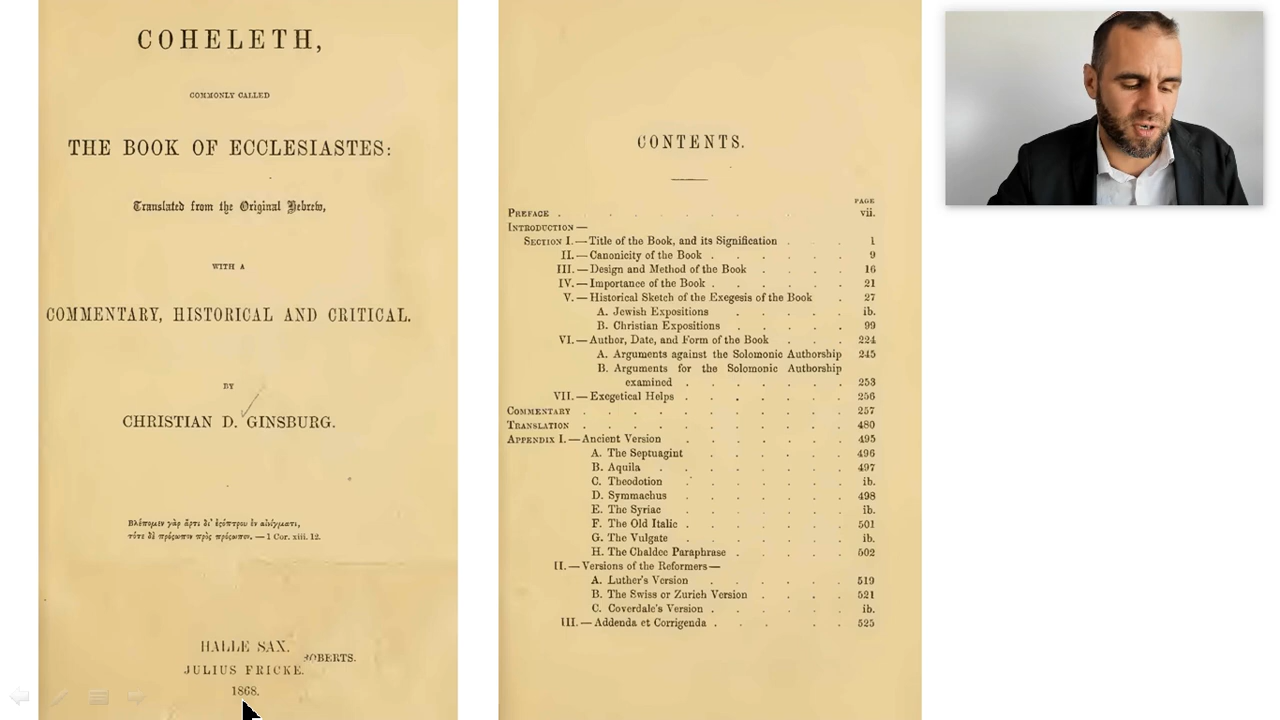 COHELETH,
COMMONLY CALLED
THE BOOK OF ECCLESIASTES:
Translated from the Original Hebrew,
WITH A
COMMENTARY, HISTORICAL AND CRITICAL.
BY
CHRISTIAN D. GINSBURG.
Βλέπομεν γὰρ ἄρτι δι' ἐσόπτρου ἐν αἰνίγματι,
τότε δὲ πρόσωπον πρὸς πρόσωπον. — 1 Cor. xiii. 12.
HALLE SAX.
OBERTS.
JULIUS FRICKE.
1868.
CONTENTS.
PAGE
PREFACE . . . . . . . . vii.
INTRODUCTION —
SECTION I. — Title of the Book, and its Signification . . . 1
II. — Canonicity of the Book . . . . . . 9
III. — Design and Method of the Book . . . . 16
IV. — Importance of the Book . . . . . . 21
V. — Historical Sketch of the Exegesis of the Book . 27
A. Jewish Expositions . . . . . ib.
B. Christian Expositions . . . . . 99
VI. — Author, Date, and Form of the Book . . . 224
A. Arguments against the Solomonic Authorship 245
B. Arguments for the Solomonic Authorship
examined . . . . . . . 253
VII. — Exegetical Helps . . . . . . 256
COMMENTARY . . . . . . . . . 257
TRANSLATION . . . . . . . . . 480
APPENDIX I. — Ancient Version . . . . . . 495
A. The Septuagint . . . . . . 496
B. Aquila . . . . . . . 497
C. Theodotion . . . . . . ib.
D. Symmachus . . . . . . 498
E. The Syriac . . . . . . ib.
F. The Old Italic . . . . . . 501
G. The Vulgate . . . . . . ib.
H. The Chaldee Paraphrase . . . . . 502
II. — Versions of the Reformers —
A. Luther's Version . . . . . 519
B. The Swiss or Zurich Version . . . . 521
C. Coverdale's Version . . . . . . ib.
III. — Addenda et Corrigenda . . . . . 525